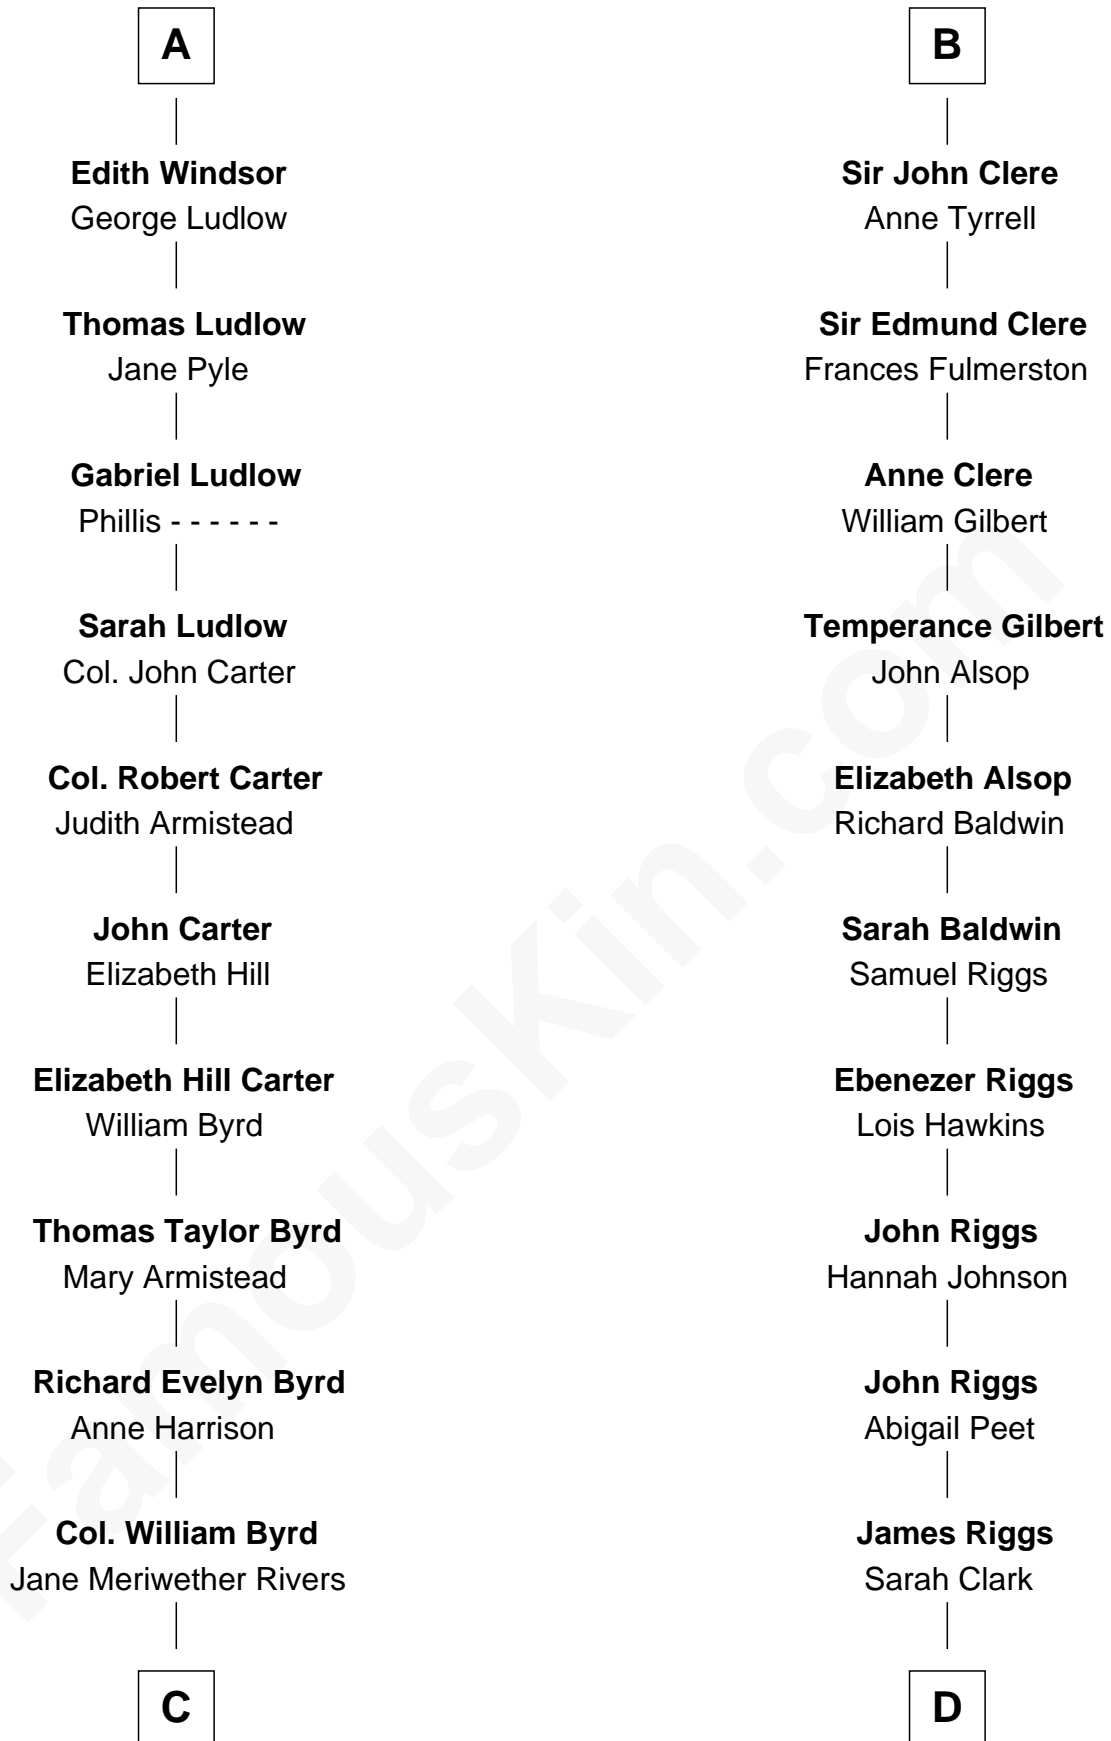 A
Edith Windsor
George Ludlow
Thomas Ludlow
Jane Pyle
Gabriel Ludlow
Phillis - - - - - -
Sarah Ludlow
Col. John Carter
Col. Robert Carter
Judith Armistead
John Carter
Elizabeth Hill
Elizabeth Hill Carter
William Byrd
Thomas Taylor Byrd
Mary Armistead
Richard Evelyn Byrd
Anne Harrison
Col. William Byrd
Jane Meriwether Rivers
C
B
Sir John Clere
Anne Tyrrell
Sir Edmund Clere
Frances Fulmerston
Anne Clere
William Gilbert
Temperance Gilbert
John Alsop
Elizabeth Alsop
Richard Baldwin
Sarah Baldwin
Samuel Riggs
Ebenezer Riggs
Lois Hawkins
John Riggs
Hannah Johnson
John Riggs
Abigail Peet
James Riggs
Sarah Clark
D
FamousKin.com